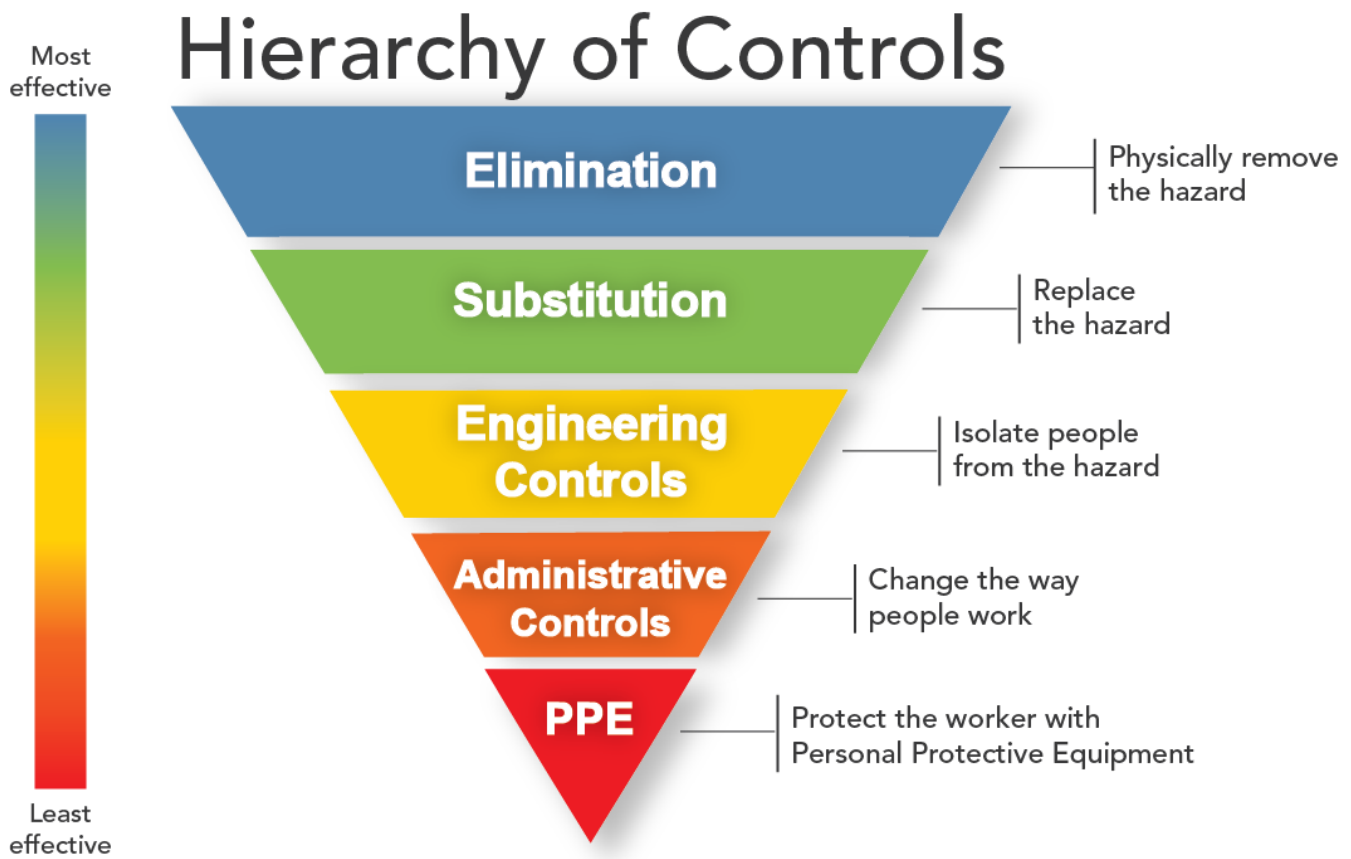 Hierarchy of Controls
Most
effective
Elimination
Physically remove
the hazard
Substitution
Replace
the hazard
Engineering
Controls
Isolate people
from the hazard
Administrative
Controls
Change the way
people work
PPE
Protect the worker with
Personal Protective Equipment
Least
effective